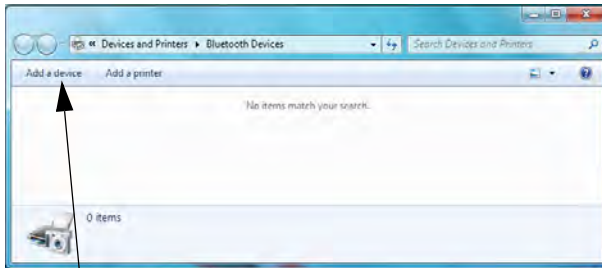 « Devices and Printers ▸ Bluetooth Devices Search Devices and Printers
Add a device Add a printer
No items match your search.
0 items